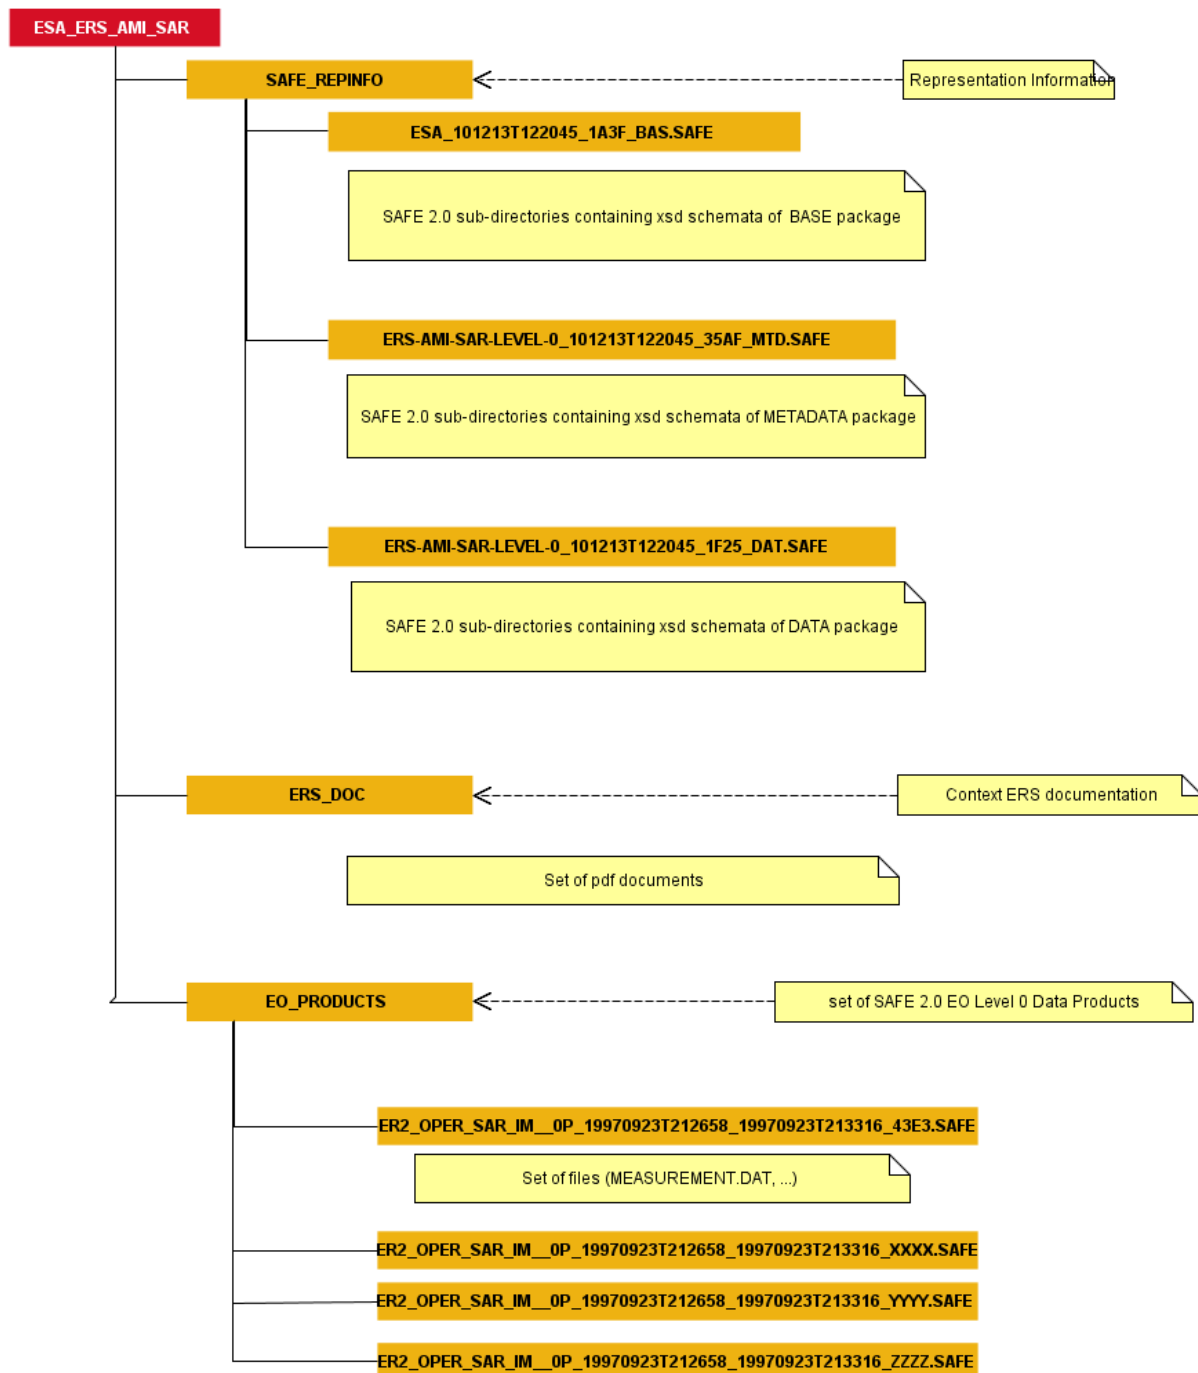 ESA_ERS_AMI_SAR
SAFE_REPINFO
Representation Information
ESA_101213T122045_1A3F_BAS.SAFE
SAFE 2.0 sub-directories containing xsd schemata of BASE package
ERS-AMI-SAR-LEVEL-0_101213T122045_35AF_MTD.SAFE
SAFE 2.0 sub-directories containing xsd schemata of METADATA package
ERS-AMI-SAR-LEVEL-0_101213T122045_1F25_DAT.SAFE
SAFE 2.0 sub-directories containing xsd schemata of DATA package
ERS_DOC
Context ERS documentation
Set of pdf documents
EO_PRODUCTS
set of SAFE 2.0 EO Level 0 Data Products
ER2_OPER_SAR_IM__0P_19970923T212658_19970923T213316_43E3.SAFE
Set of files (MEASUREMENT.DAT, ...)
ER2_OPER_SAR_IM__0P_19970923T212658_19970923T213316_XXXX.SAFE
ER2_OPER_SAR_IM__0P_19970923T212658_19970923T213316_YYYY.SAFE
ER2_OPER_SAR_IM__0P_19970923T212658_19970923T213316_ZZZZ.SAFE